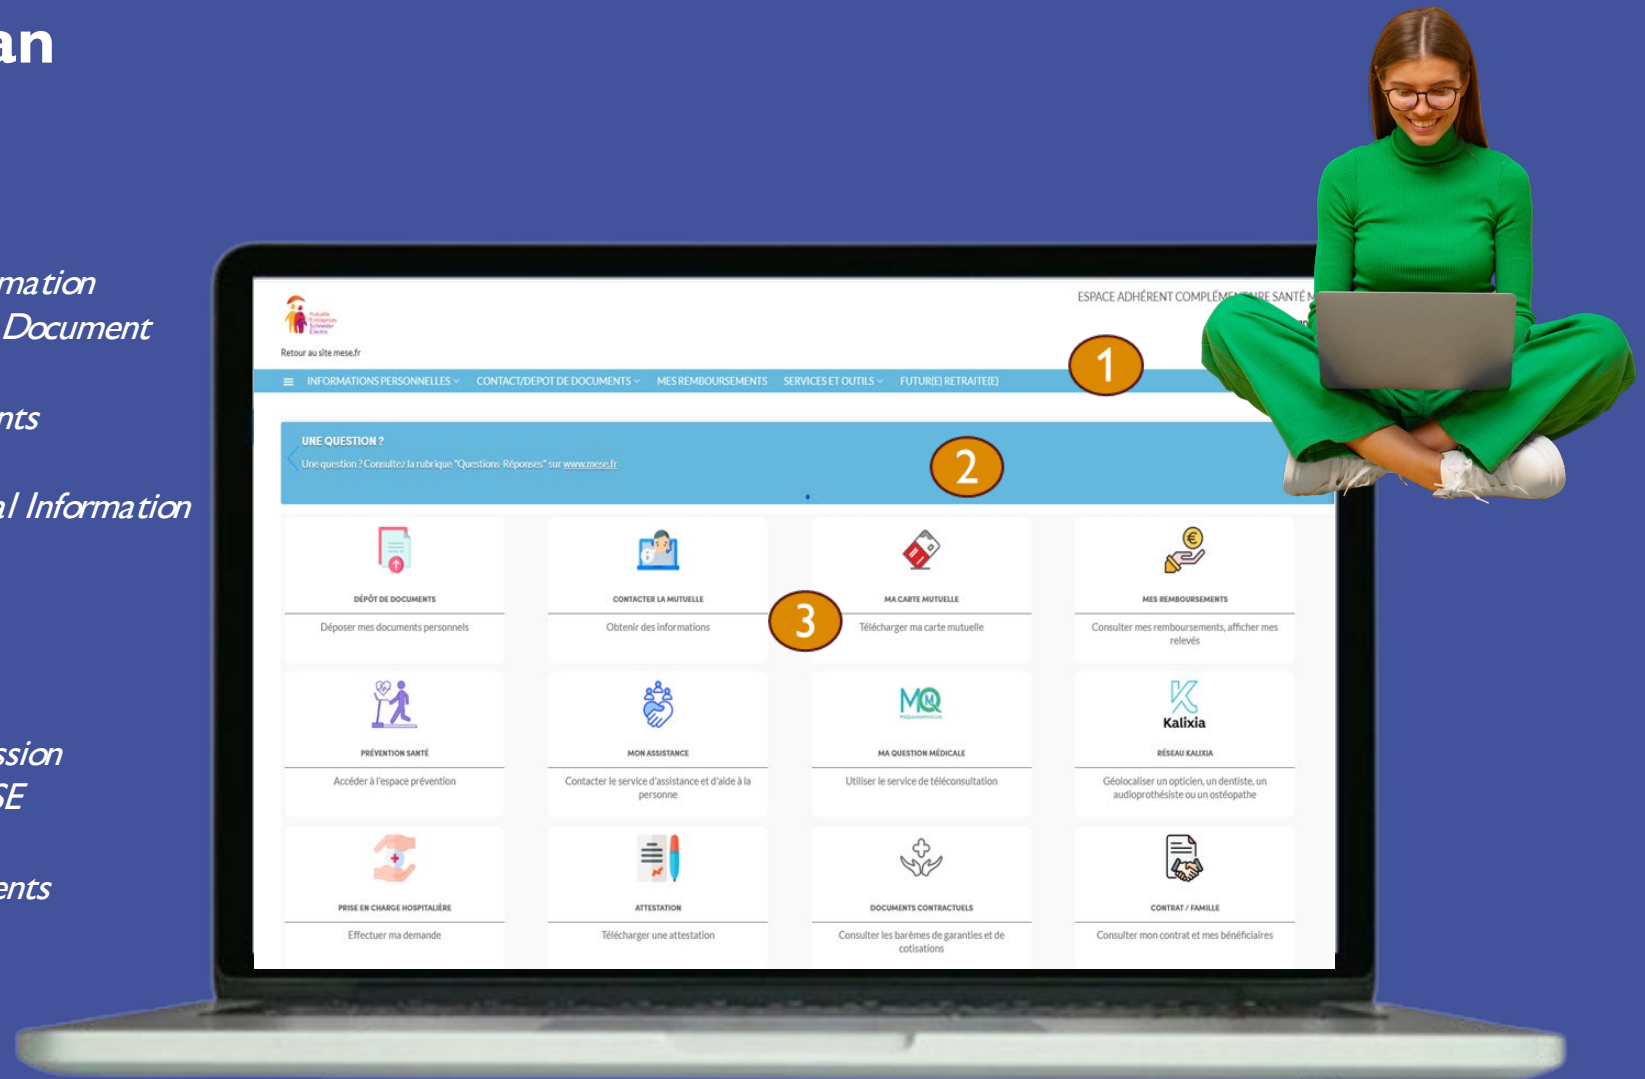 an
mation
Document
nts
al Information
ssion
SE
ents
ESPACE ADHÉRENT COMPLÉMENTAIRE SANTÉ M
Mutuelle
Entreprises
Schneider
Electric
Retour au site mese.fr
1
INFORMATIONS PERSONNELLES
CONTACT/DEPOT DE DOCUMENTS
MES REMBOURSEMENTS
SERVICES ET OUTILS
FUTUR(E) RETRAITE(E)
UNE QUESTION ?
Une question ? Consultez la rubrique "Questions-Réponses" sur www.mese.fr
2
DÉPÔT DE DOCUMENTS
Déposer mes documents personnels
CONTACTER LA MUTUELLE
Obtenir des informations
3
MA CARTE MUTUELLE
Télécharger ma carte mutuelle
MES REMBOURSEMENTS
Consulter mes remboursements, afficher mes
relevés
PRÉVENTION SANTÉ
Accéder à l'espace prévention
MON ASSISTANCE
Contacter le service d'assistance et d'aide à la
personne
MQ
MA QUESTION MÉDICALE
Utiliser le service de téléconsultation
Kalixia
RÉSEAU KALIXIA
Géolocaliser un opticien, un dentiste, un
audioprothésiste ou un ostéopathe
PRISE EN CHARGE HOSPITALIÈRE
Effectuer ma demande
ATTESTATION
Télécharger une attestation
DOCUMENTS CONTRACTUELS
Consulter les barèmes de garanties et de
cotisations
CONTRAT / FAMILLE
Consulter mon contrat et mes bénéficiaires